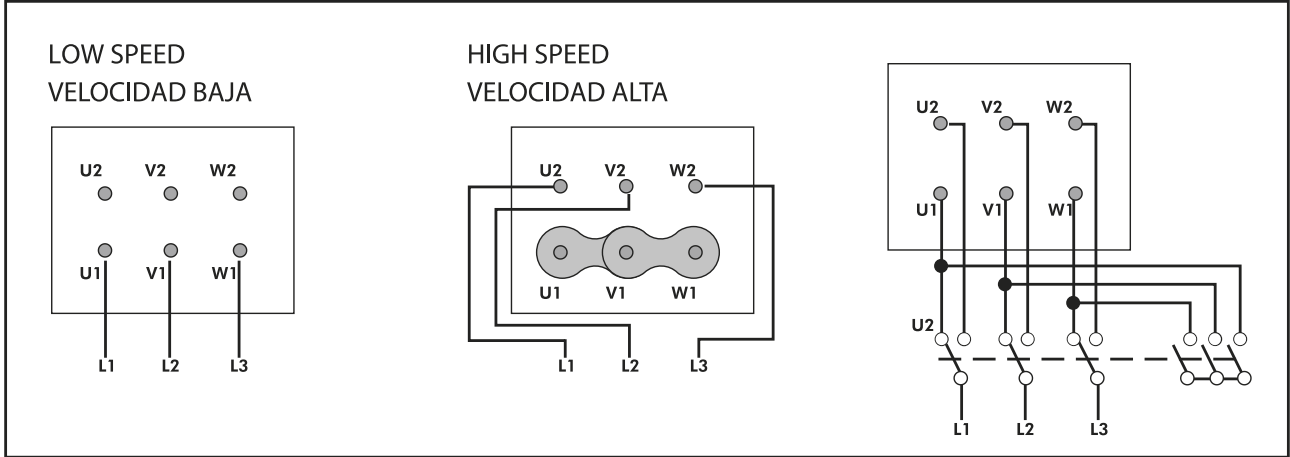 LOW SPEED
VELOCIDAD BAJA
U2 V2 W2
U1 V1 W1
L1 L2 L3
HIGH SPEED
VELOCIDAD ALTA
U2 V2 W2
U1 V1 W1
L1 L2 L3
U2 V2 W2
U1 V1 W1
U2
L1 L2 L3